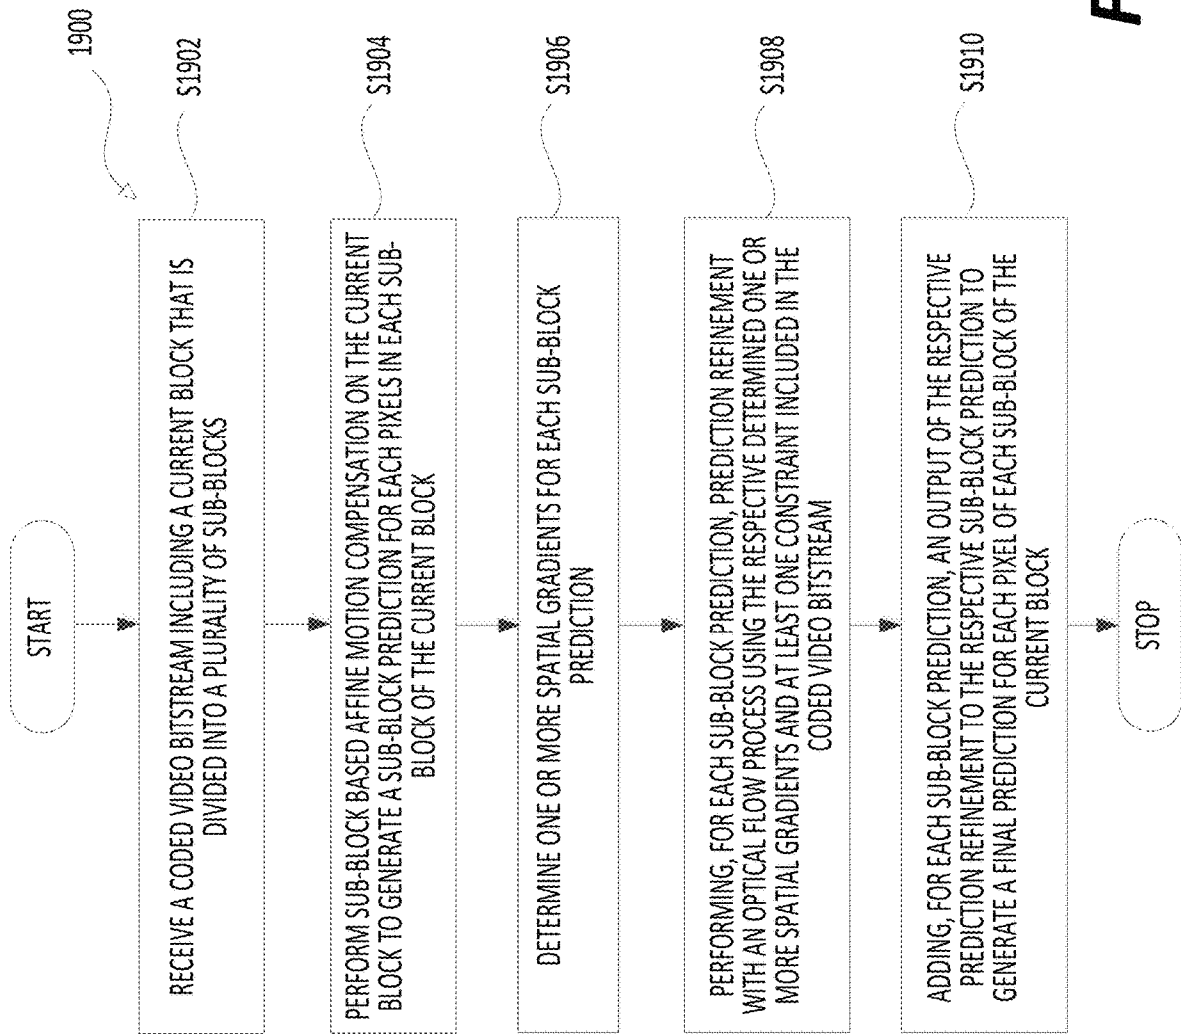 1900
START
RECEIVE A CODED VIDEO BITSTREAM INCLUDING A CURRENT BLOCK THAT IS
DIVIDED INTO A PLURALITY OF SUB-BLOCKS
S1902
PERFORM SUB-BLOCK BASED AFFINE MOTION COMPENSATION ON THE CURRENT
BLOCK TO GENERATE A SUB-BLOCK PREDICTION FOR EACH PIXELS IN EACH SUB-
BLOCK OF THE CURRENT BLOCK
S1904
DETERMINE ONE OR MORE SPATIAL GRADIENTS FOR EACH SUB-BLOCK
PREDICTION
S1906
PERFORMING, FOR EACH SUB-BLOCK PREDICTION, PREDICTION REFINEMENT
WITH AN OPTICAL FLOW PROCESS USING THE RESPECTIVE DETERMINED ONE OR
MORE SPATIAL GRADIENTS AND AT LEAST ONE CONSTRAINT INCLUDED IN THE
CODED VIDEO BITSTREAM
S1908
ADDING, FOR EACH SUB-BLOCK PREDICTION, AN OUTPUT OF THE RESPECTIVE
PREDICTION REFINEMENT TO THE RESPECTIVE SUB-BLOCK PREDICTION TO
GENERATE A FINAL PREDICTION FOR EACH PIXEL OF EACH SUB-BLOCK OF THE
CURRENT BLOCK
S1910
STOP